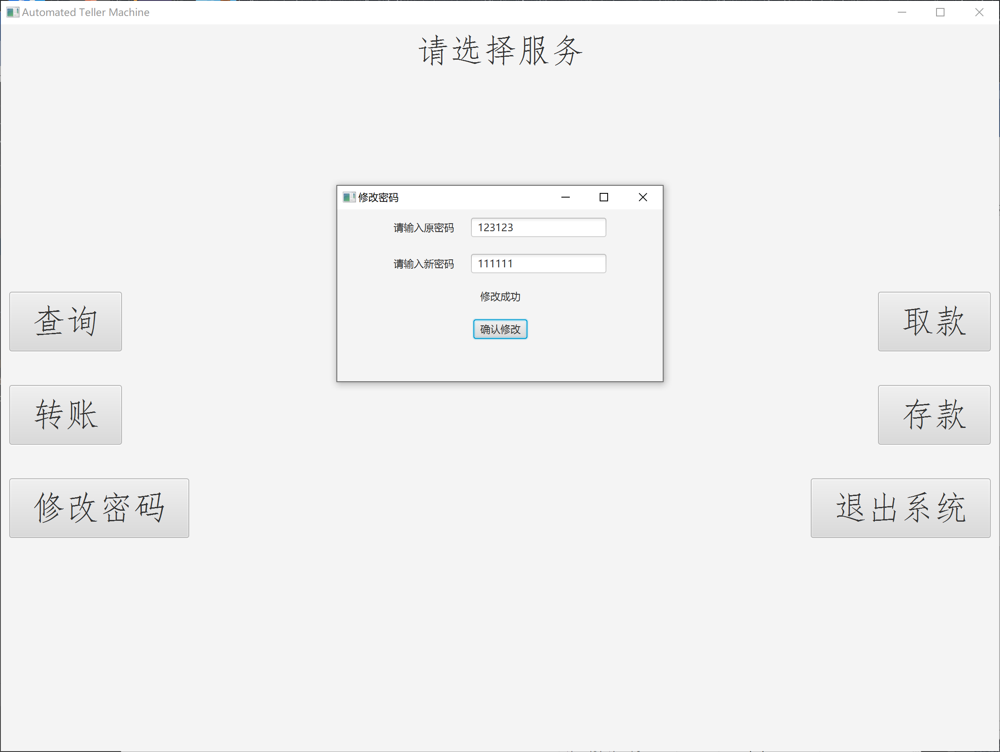 Automated Teller Machine
请选择服务
修改密码
请输入原密码 123123
请输入新密码 111111
修改成功
确认修改
查询 取款
转账 存款
修改密码 退出系统